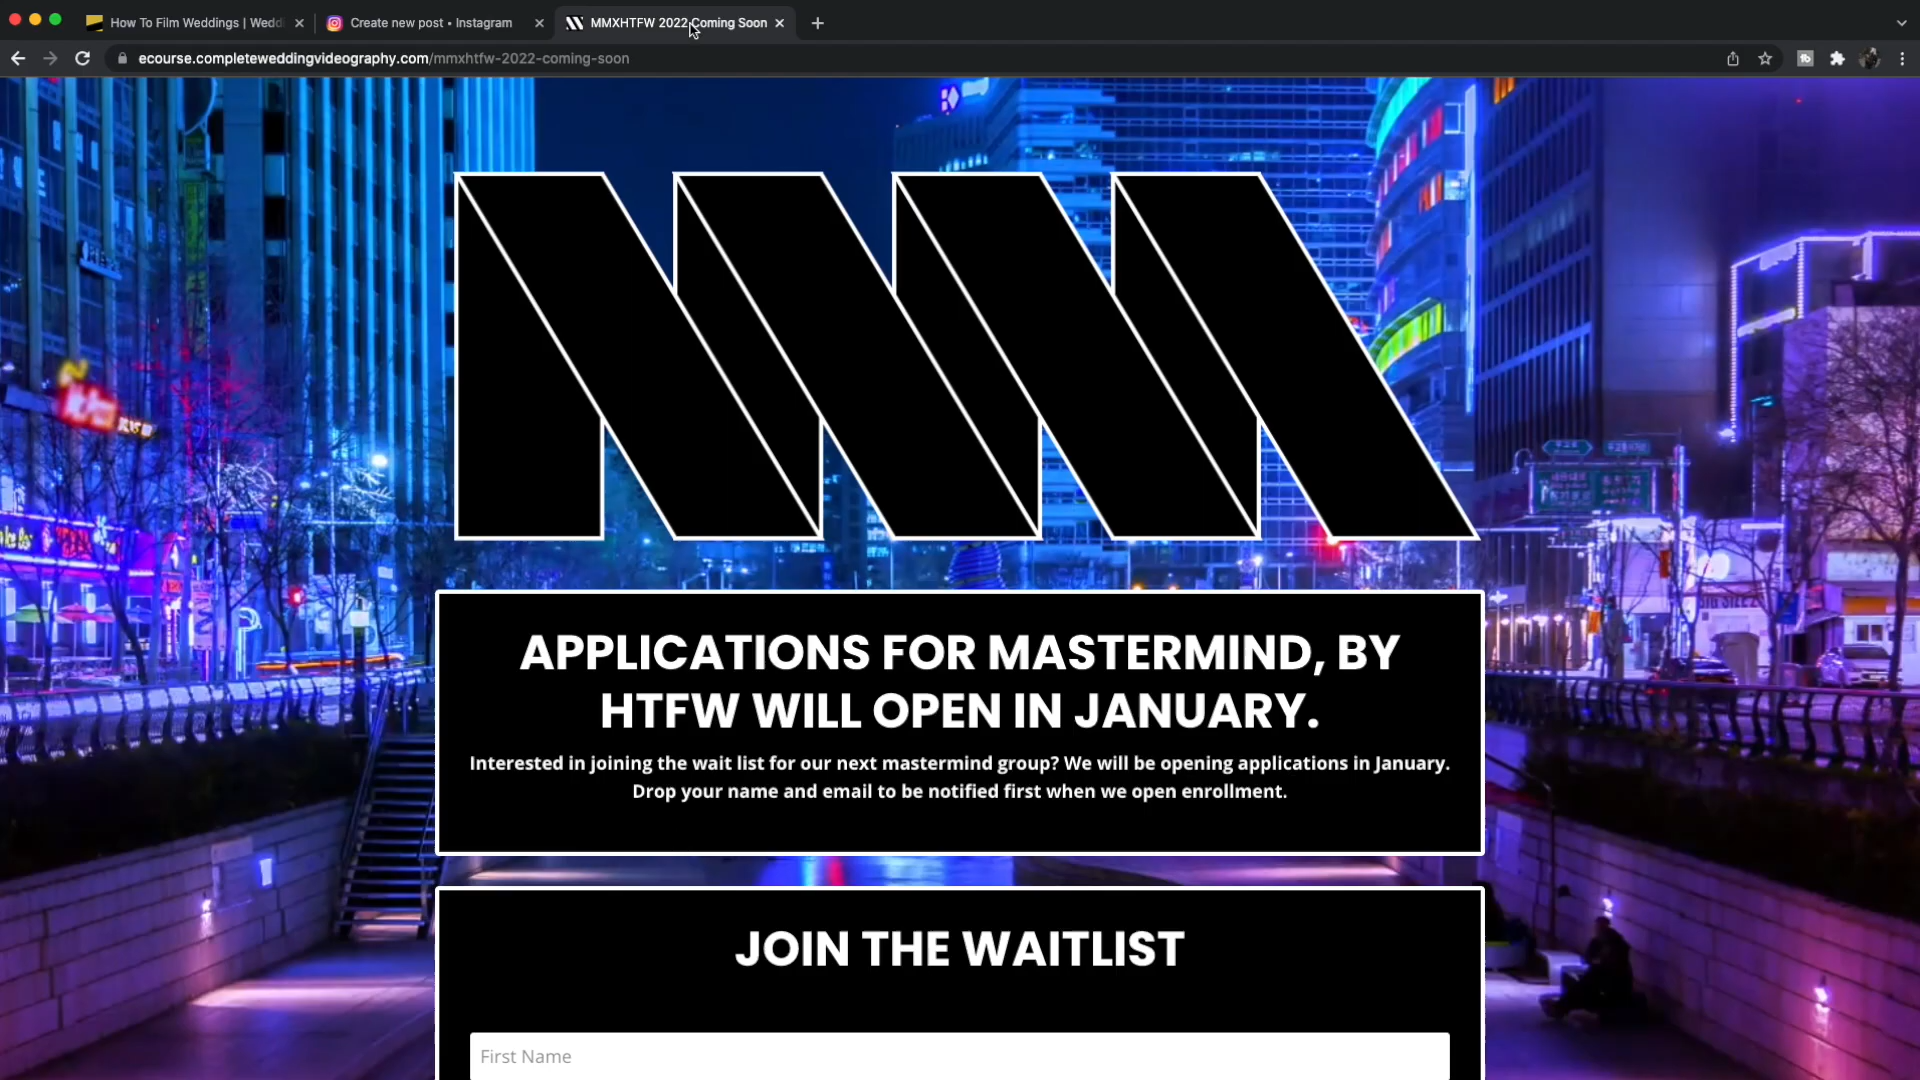 How To Film Weddings | Wedd
Create new post • Instagram
MMXHTFW 2022 Coming Soon
ecourse.completeweddingvideography.com/mmxhtfw-2022-coming-soon
APPLICATIONS FOR MASTERMIND, BY
HTFW WILL OPEN IN JANUARY.
Interested in joining the wait list for our next mastermind group? We will be opening applications in January.
Drop your name and email to be notified first when we open enrollment.
JOIN THE WAITLIST
First Name